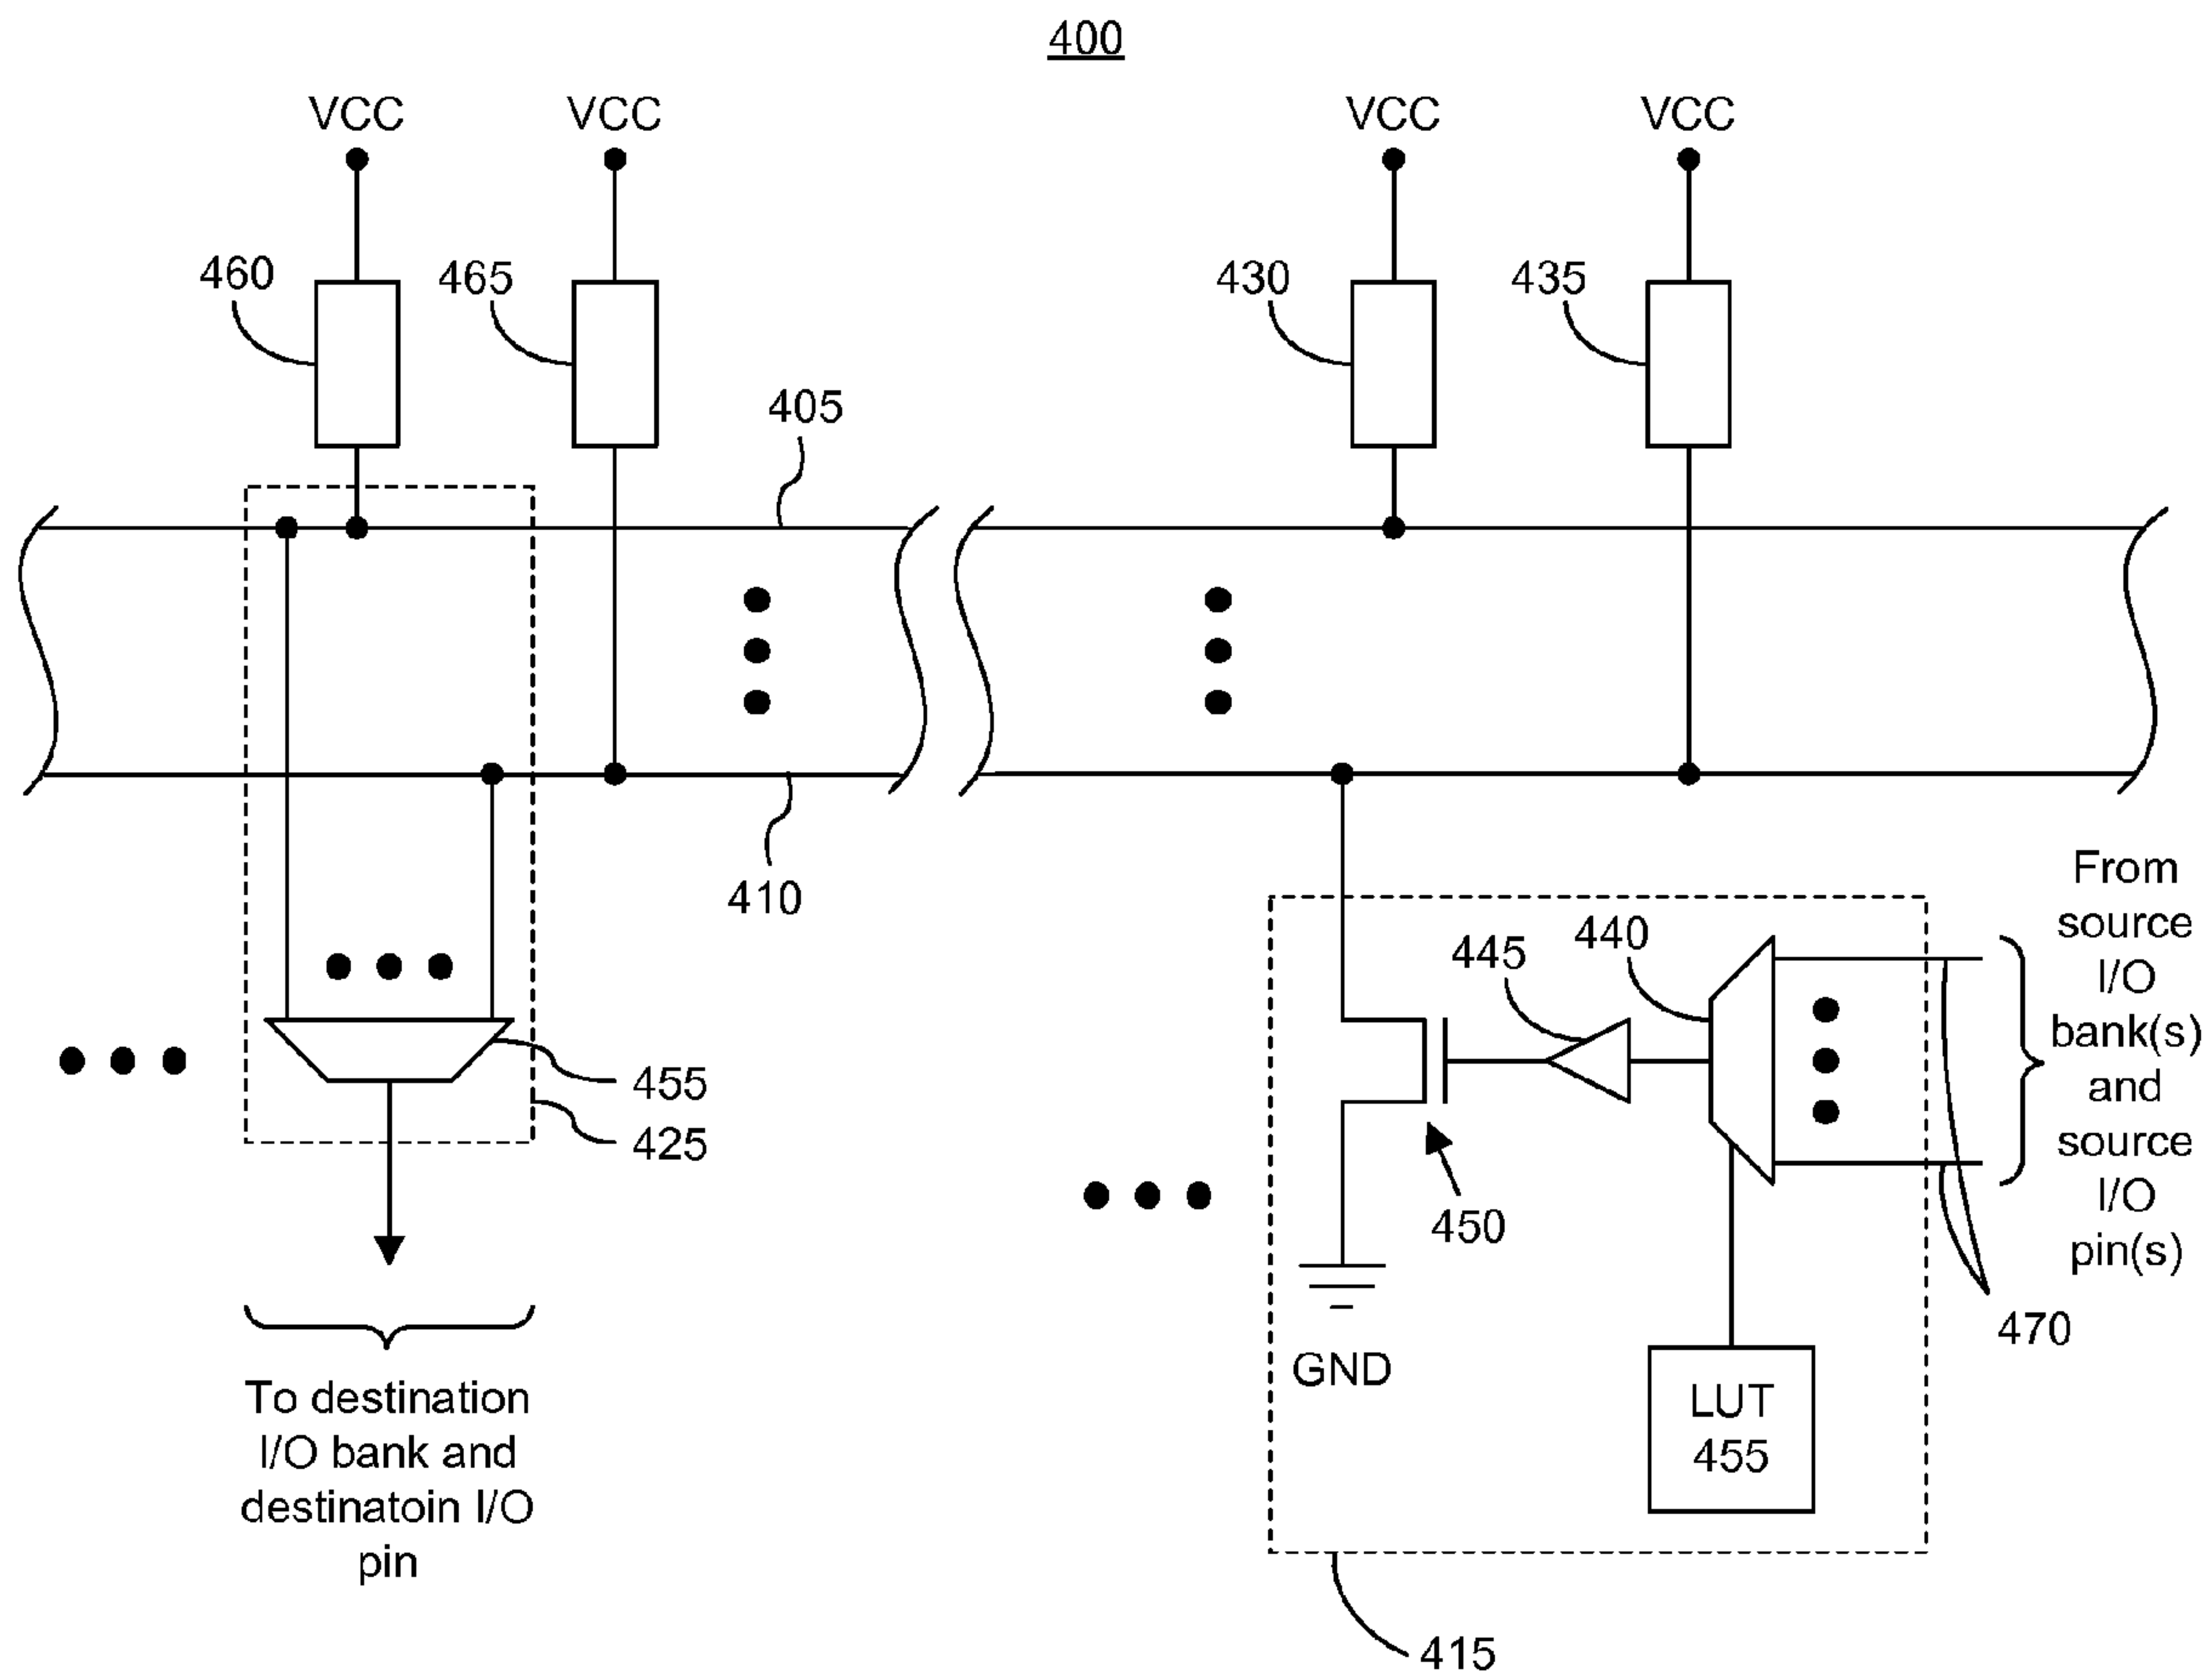 400
VCC
VCC
VCC
VCC
460
465
430
435
405
410
From
source
I/O
bank(s)
and
source
I/O
pin(s)
445
440
455
425
450
470
GND
LUT
455
To destination
I/O bank and
destinatoin I/O
pin
415